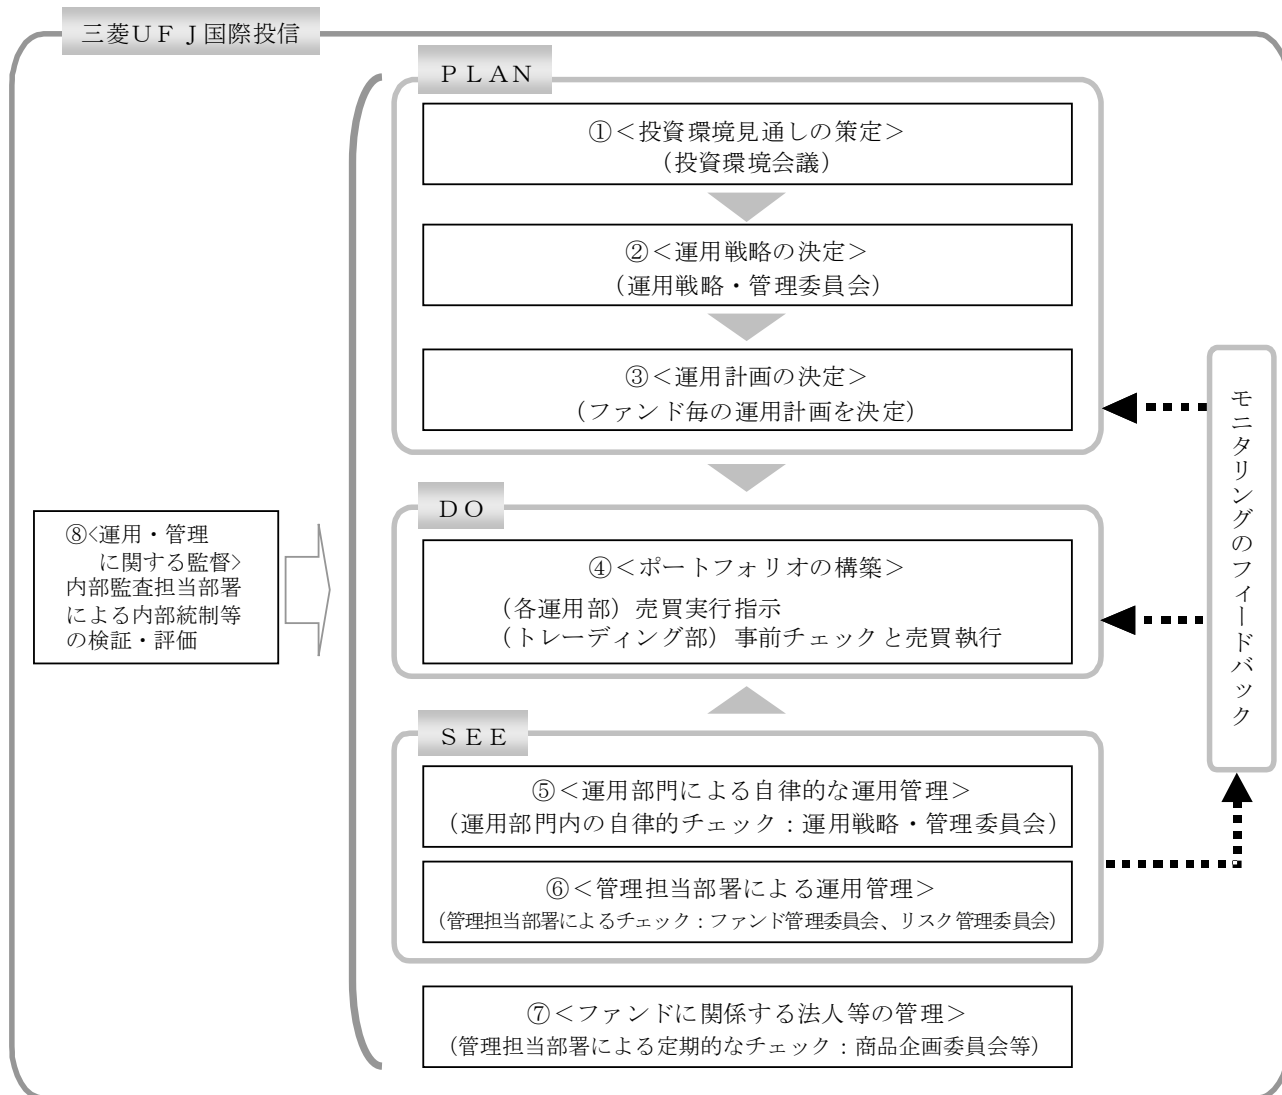 三菱ＵＦＪ国際投信
ＰＬＡＮ
①＜投資環境見通しの策定＞
（投資環境会議）
②＜運用戦略の決定＞
（運用戦略・管理委員会）
③＜運用計画の決定＞
（ファンド毎の運用計画を決定）
ＤＯ
④＜ポートフォリオの構築＞
（各運用部）売買実行指示
（トレーディング部）事前チェックと売買執行
ＳＥＥ
⑤＜運用部門による自律的な運用管理＞
（運用部門内の自律的チェック：運用戦略・管理委員会）
⑥＜管理担当部署による運用管理＞
（管理担当部署によるチェック：ファンド管理委員会、リスク管理委員会）
⑦＜ファンドに関係する法人等の管理＞
（管理担当部署による定期的なチェック：商品企画委員会等）
⑧<運用・管理
に関する監督>
内部監査担当部署
による内部統制等
の検証・評価
モニタリングのフィードバック